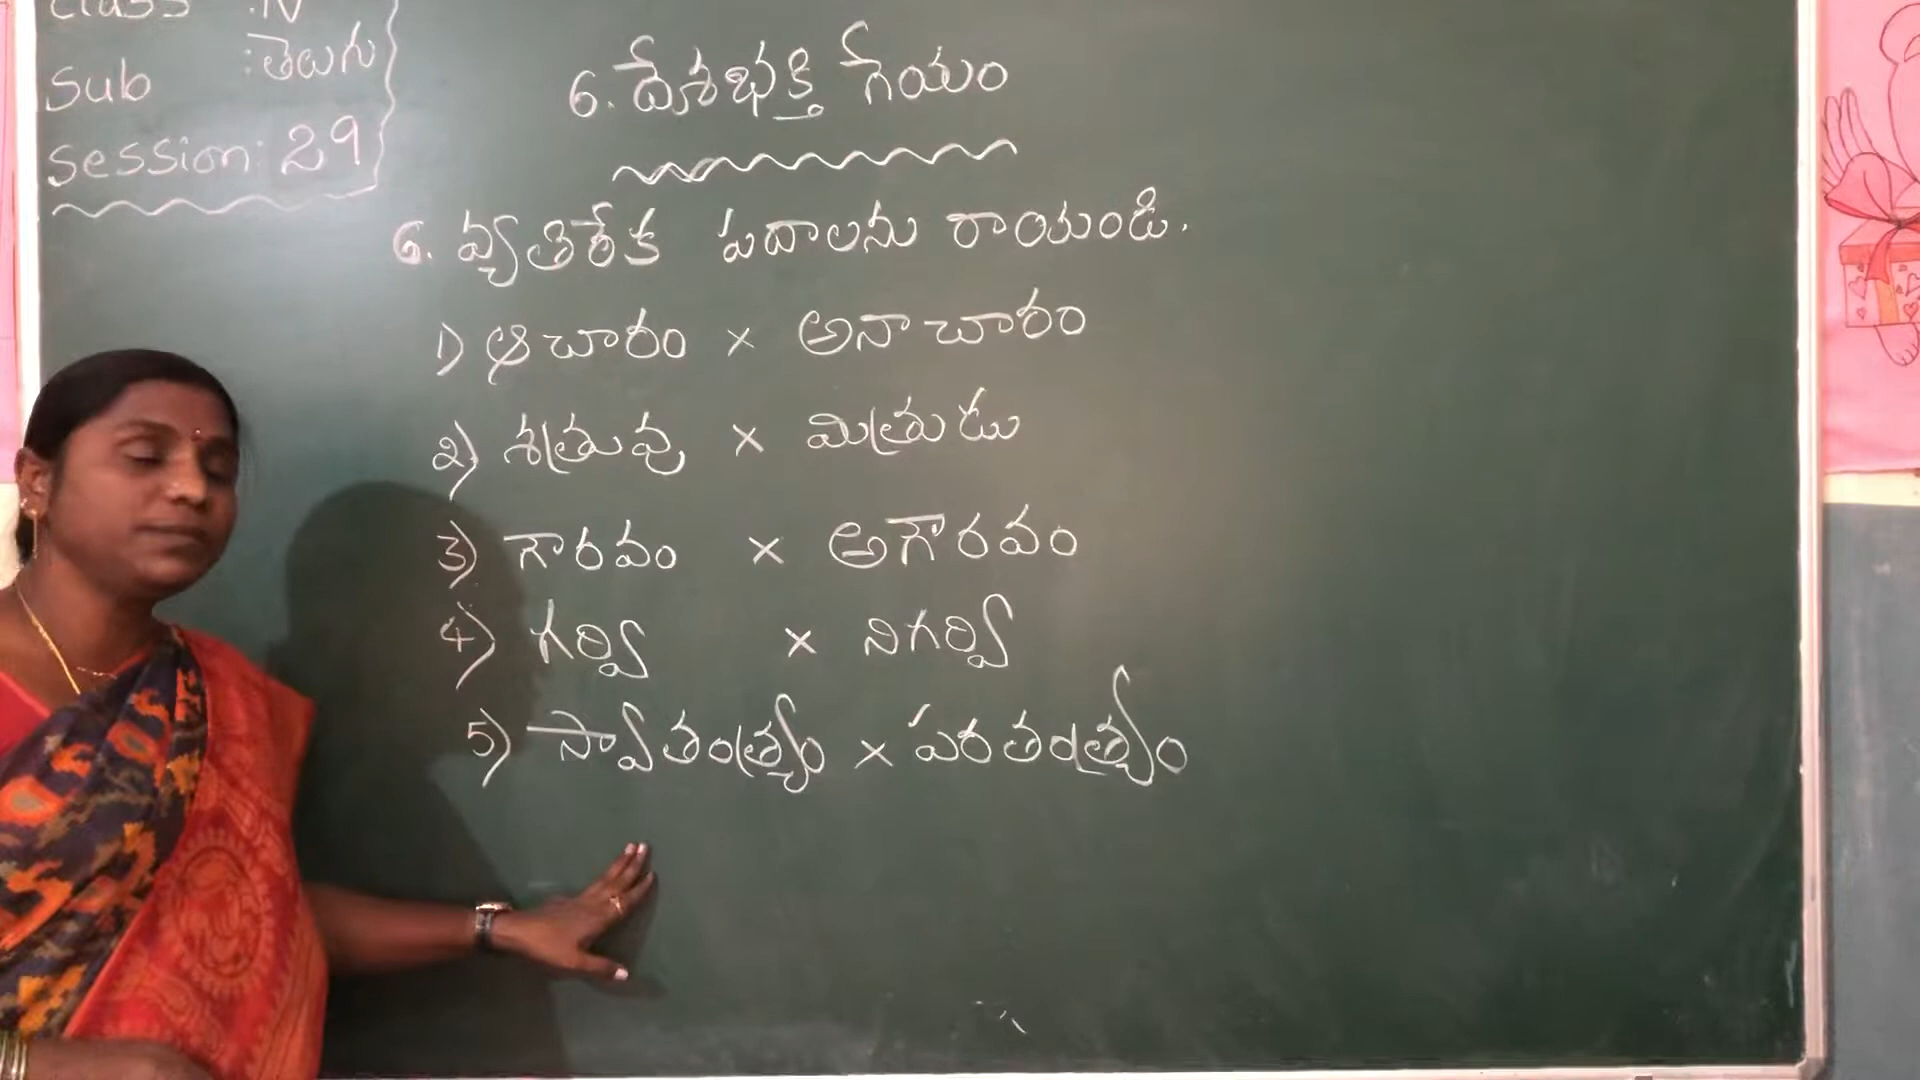 class : IV
Sub : తెలుగు
Session: 29
6. దేశభక్తి గేయం
6. వ్యతిరేక పదాలను రాయండి.
1) ఆచారం × అనాచారం
2) శత్రువు × మిత్రుడు
3) గౌరవం × అగౌరవం
4) గర్వి × నిగర్వి
5) స్వాతంత్ర్యం × పరతంత్ర్యం